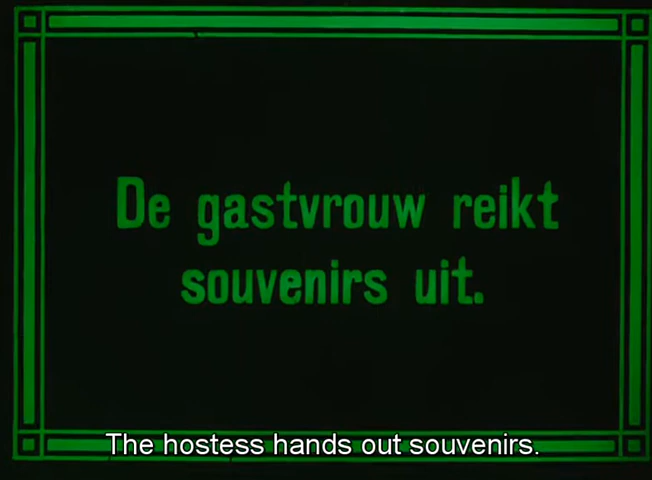 De gastvrouw reikt
souvenirs uit.
The hostess hands out souvenirs.